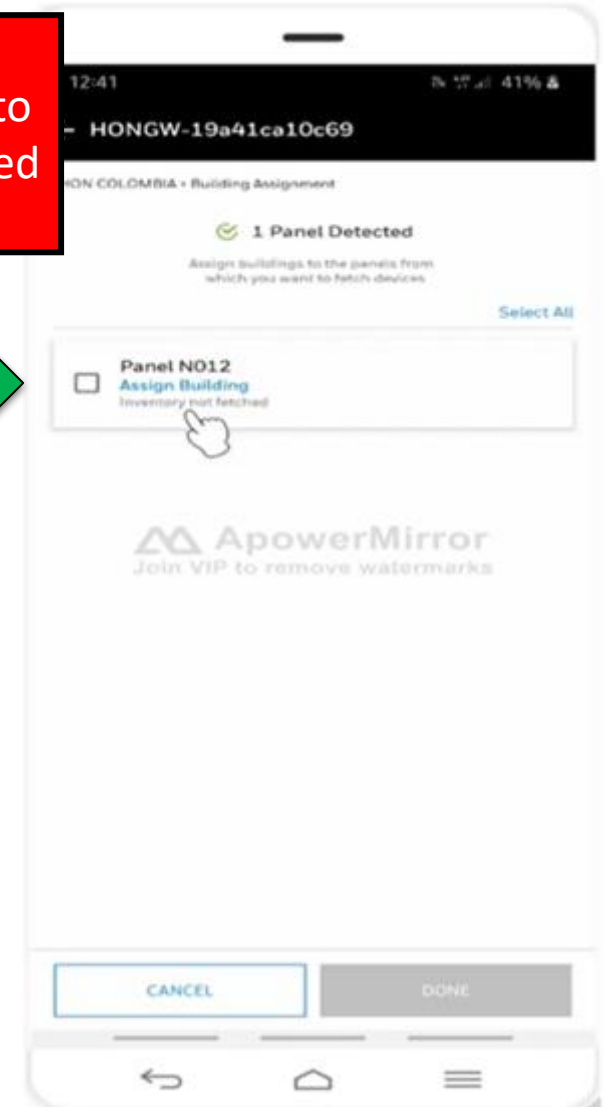 to
ed
12:41
41%
HONGW-19a41ca10c69
HON COLOMBIA • Building Assignment
1 Panel Detected
Assign buildings to the panels from
which you want to fetch devices
Select All
Panel N012
Assign Building
Inventory not fetched
ApowerMirror
Join VIP to remove watermarks
CANCEL
DONE